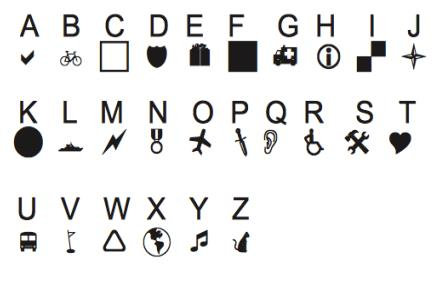 A B C D E F G H I J
K L M N O P Q R S T
U V W X Y Z